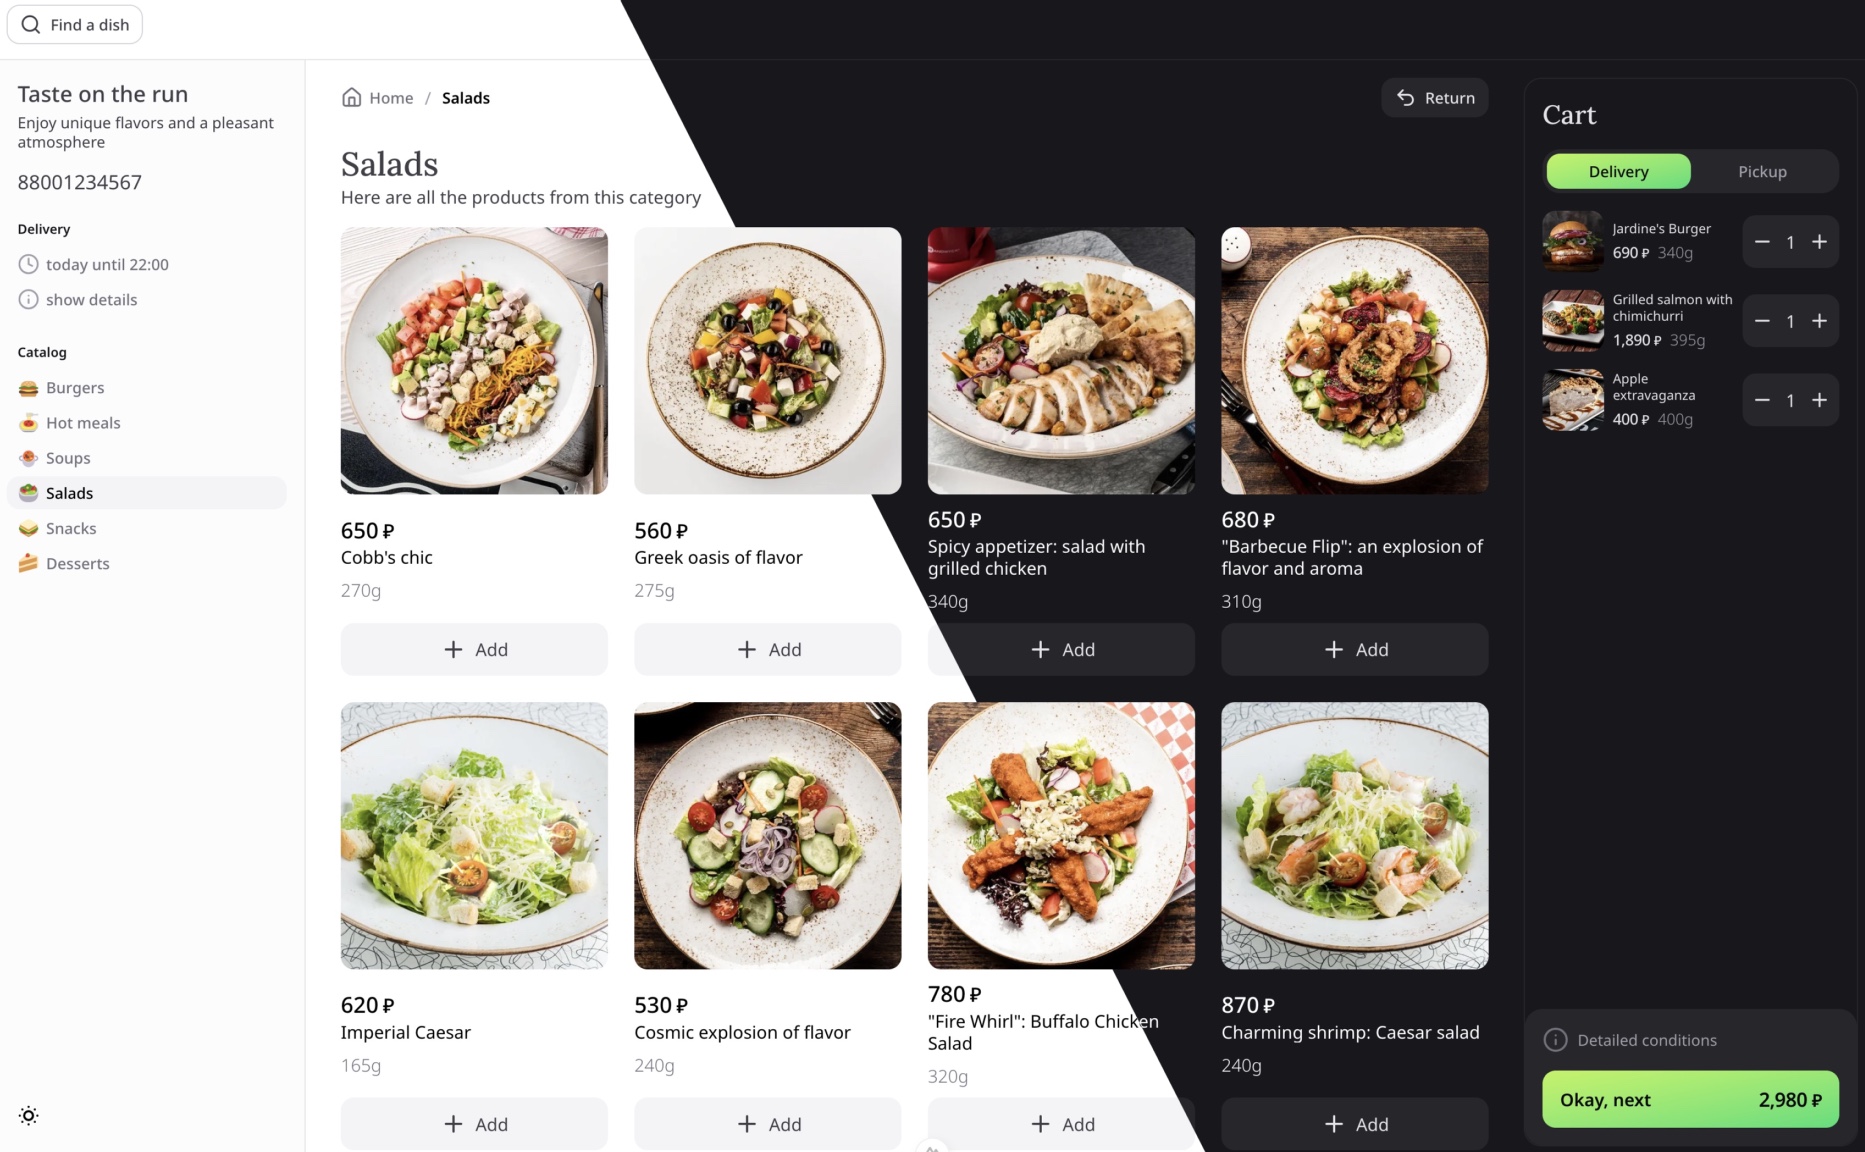 Find a dish
Taste on the run
Enjoy unique flavors and a pleasant
atmosphere
88001234567
Delivery
today until 22:00
show details
Catalog
Burgers
Hot meals
Soups
Salads
Snacks
Desserts
Home / Salads
Return
Salads
Here are all the products from this category
650 ₽
Cobb's chic
270g
+ Add
560 ₽
Greek oasis of flavor
275g
+ Add
650 ₽
Spicy appetizer: salad with
grilled chicken
340g
+ Add
680 ₽
"Barbecue Flip": an explosion of
flavor and aroma
310g
+ Add
620 ₽
Imperial Caesar
165g
+ Add
530 ₽
Cosmic explosion of flavor
240g
+ Add
780 ₽
"Fire Whirl": Buffalo Chicken
Salad
320g
+ Add
870 ₽
Charming shrimp: Caesar salad
240g
+ Add
Cart
Delivery
Pickup
Jardine's Burger
690 ₽ 340g
− 1 +
Grilled salmon with
chimichurri
1,890 ₽ 395g
− 1 +
Apple
extravaganza
400 ₽ 400g
− 1 +
Detailed conditions
Okay, next 2,980 ₽